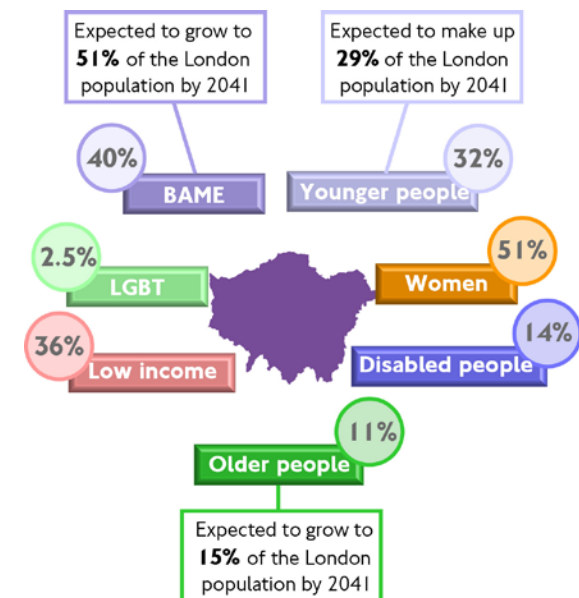 Expected to grow to
51% of the London
population by 2041
Expected to make up
29% of the London
population by 2041
40%
BAME
32%
Younger people
2.5%
LGBT
51%
Women
36%
Low income
14%
Disabled people
11%
Older people
Expected to grow to
15% of the London
population by 2041